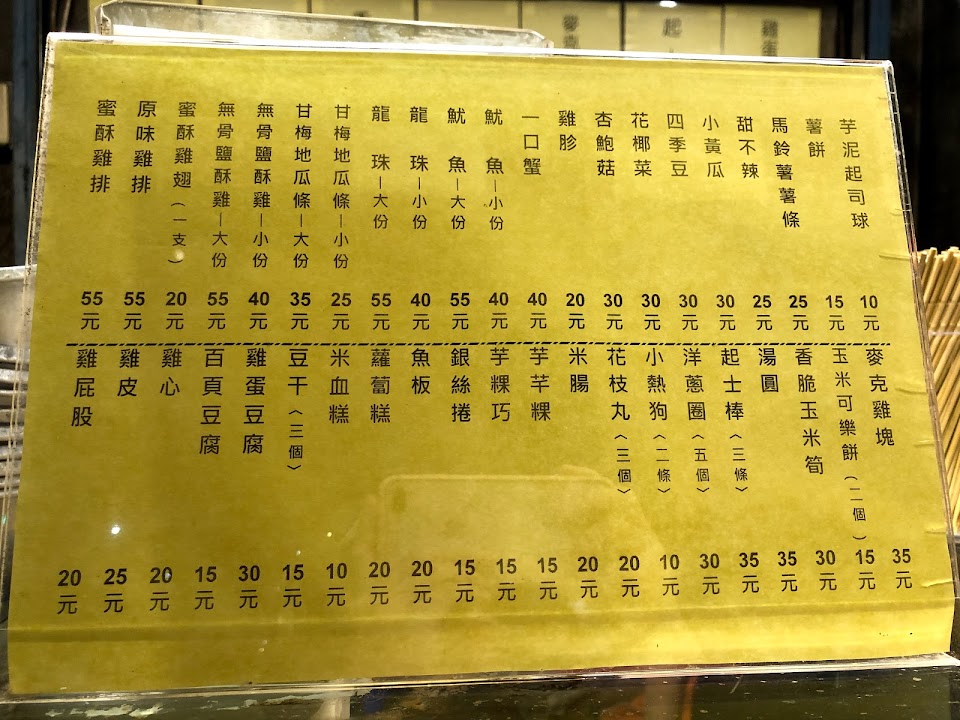 芋泥起司球 10元
薯餅 15元
馬鈴薯薯條 25元
甜不辣 25元
小黃瓜 30元
四季豆 30元
花椰菜 30元
杏鮑菇 30元
雞胗 20元
一口蟹 40元
魷魚－小份 40元
魷魚－大份 55元
龍珠－小份 40元
龍珠－大份 55元
甘梅地瓜條－小份 25元
甘梅地瓜條－大份 35元
無骨鹽酥雞－小份 40元
無骨鹽酥雞－大份 55元
蜜酥雞翅（一支） 20元
原味雞排 55元
蜜酥雞排 55元
麥克雞塊 35元
玉米可樂餅（二個） 15元
香脆玉米筍 30元
湯圓 35元
起士棒〈三條〉 35元
洋蔥圈〈五個〉 30元
小熱狗〈二條〉 10元
花枝丸〈三個〉 20元
米腸 20元
芋芊粿 15元
芋粿巧 15元
銀絲捲 15元
魚板 20元
蘿蔔糕 20元
米血糕 10元
豆干〈三個〉 15元
雞蛋豆腐 30元
百頁豆腐 15元
雞心 20元
雞皮 25元
雞屁股 20元